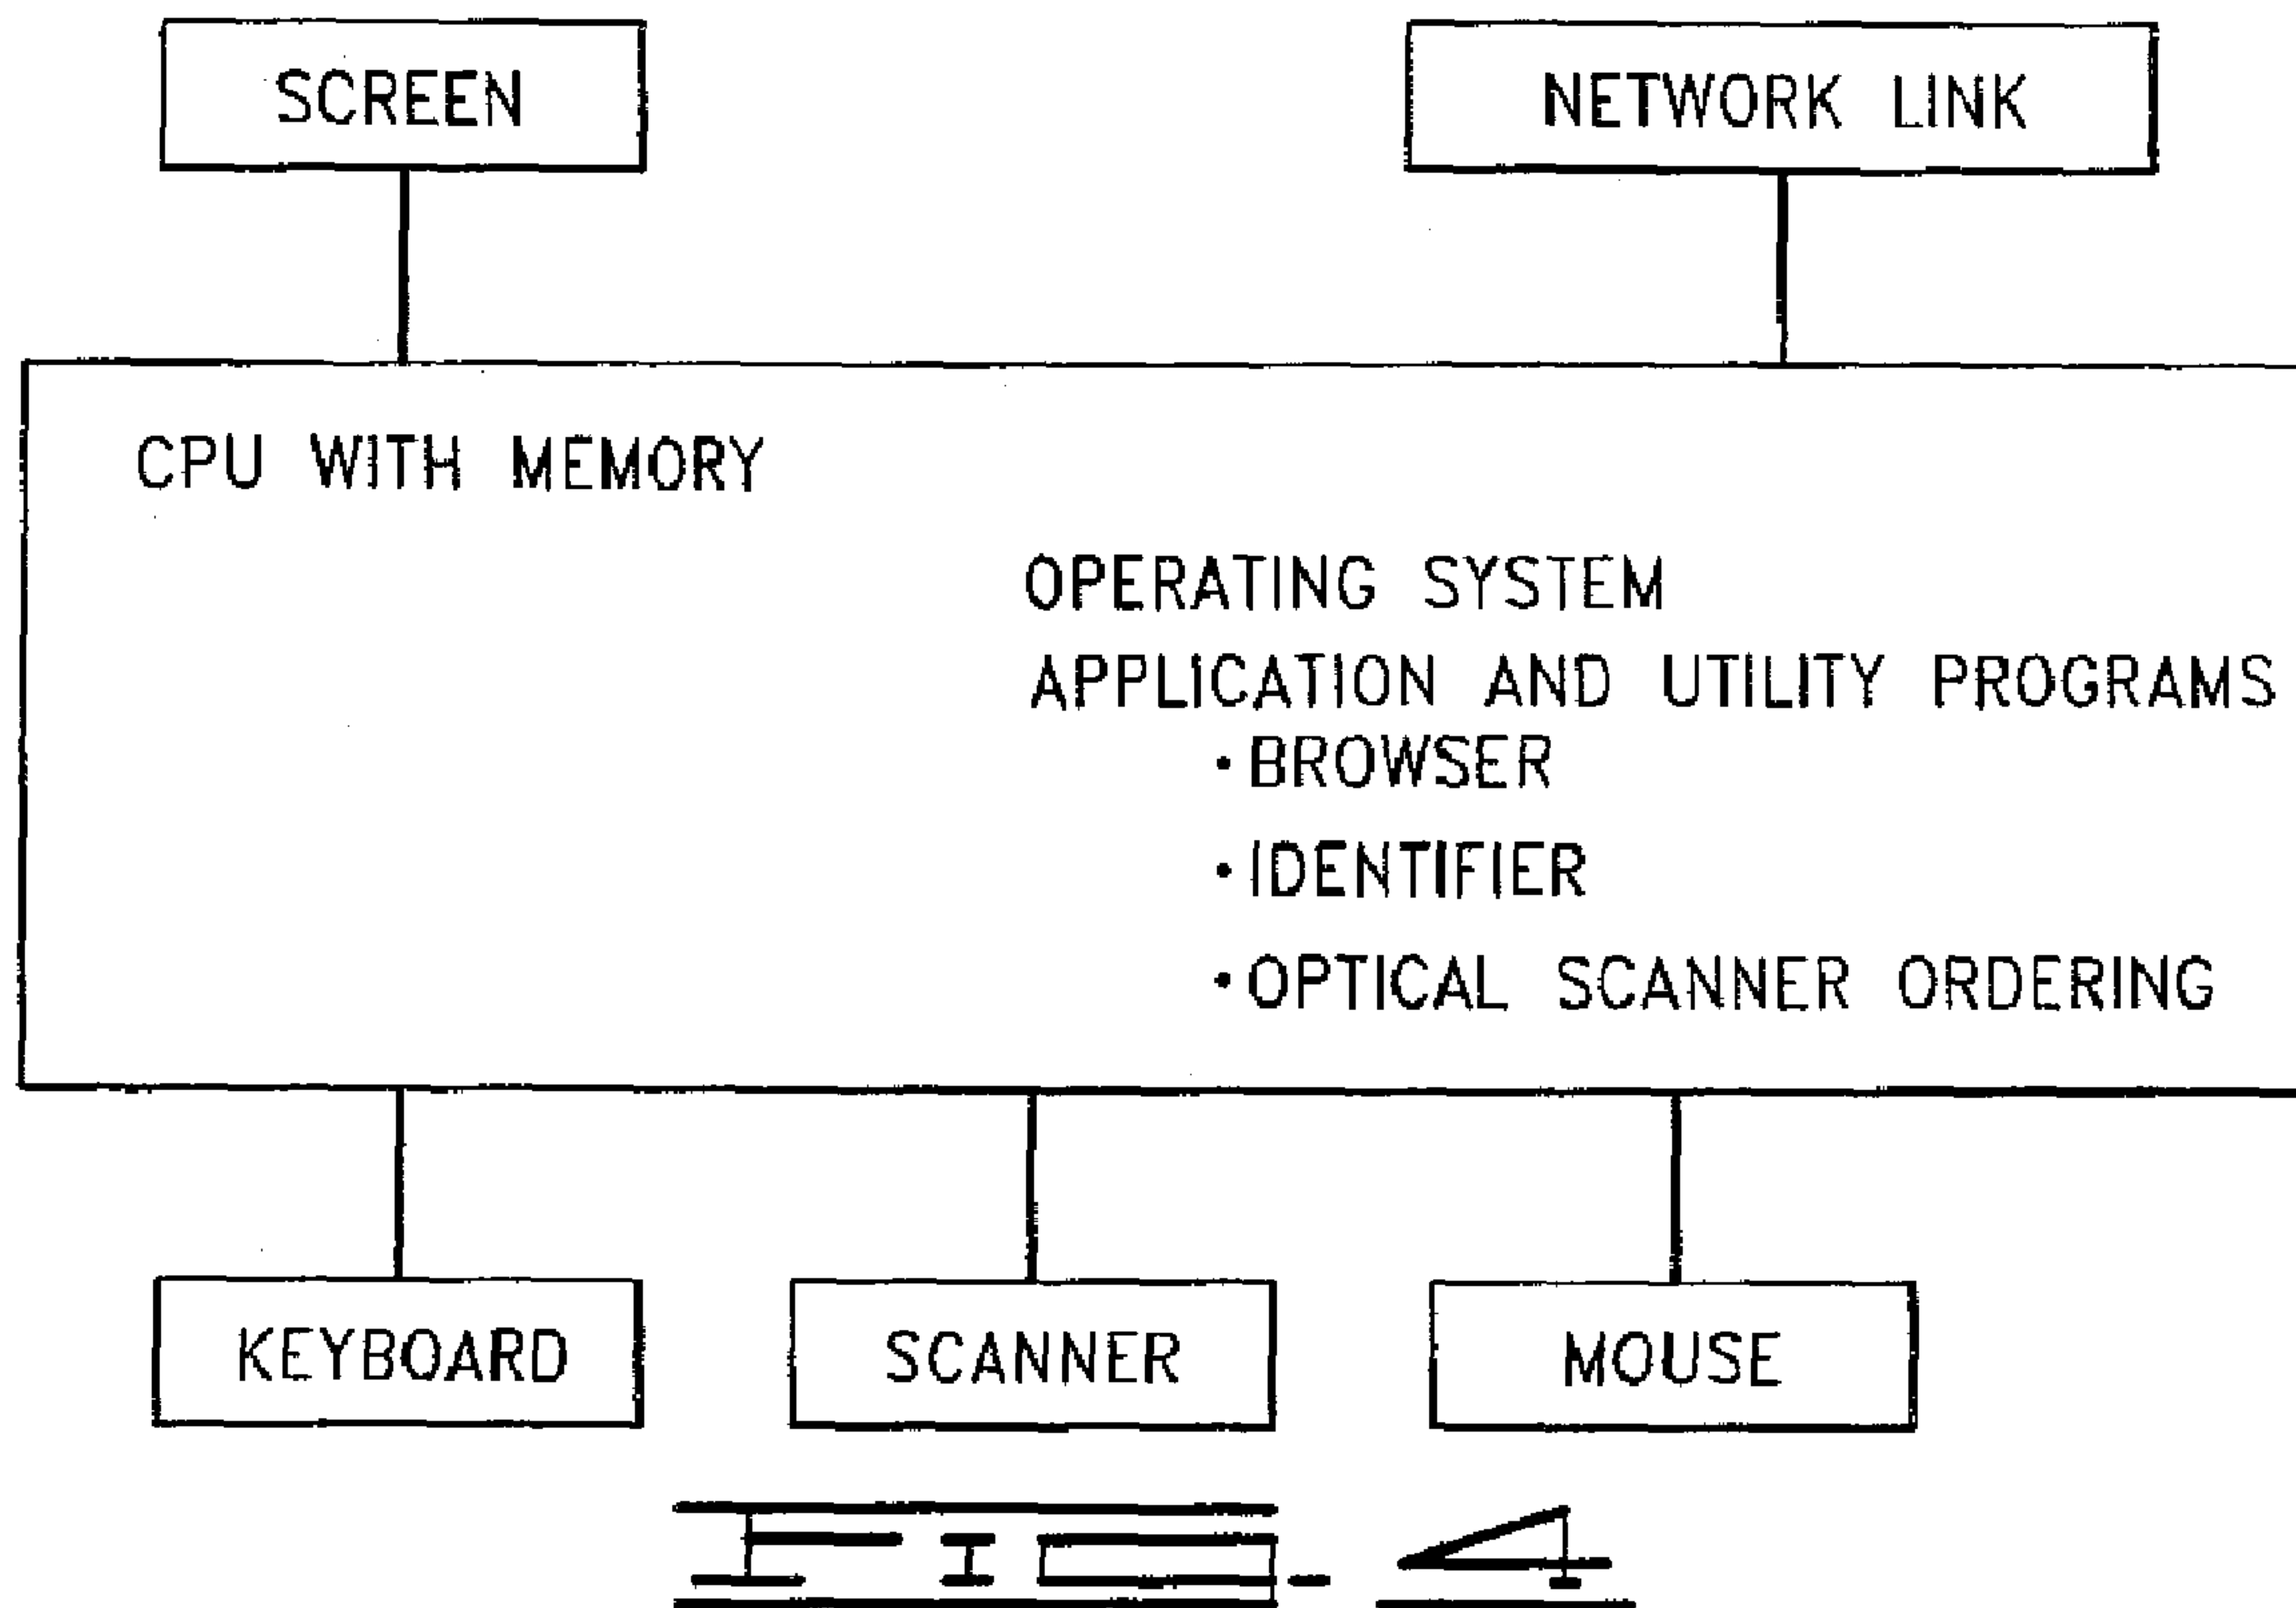 SCREEN
NETWORK LINK
CPU WITH MEMORY
OPERATING SYSTEM
APPLICATION AND UTILITY PROGRAMS
• BROWSER
• IDENTIFIER
• OPTICAL SCANNER ORDERING
KEYBOARD
SCANNER
MOUSE
FIG- 4